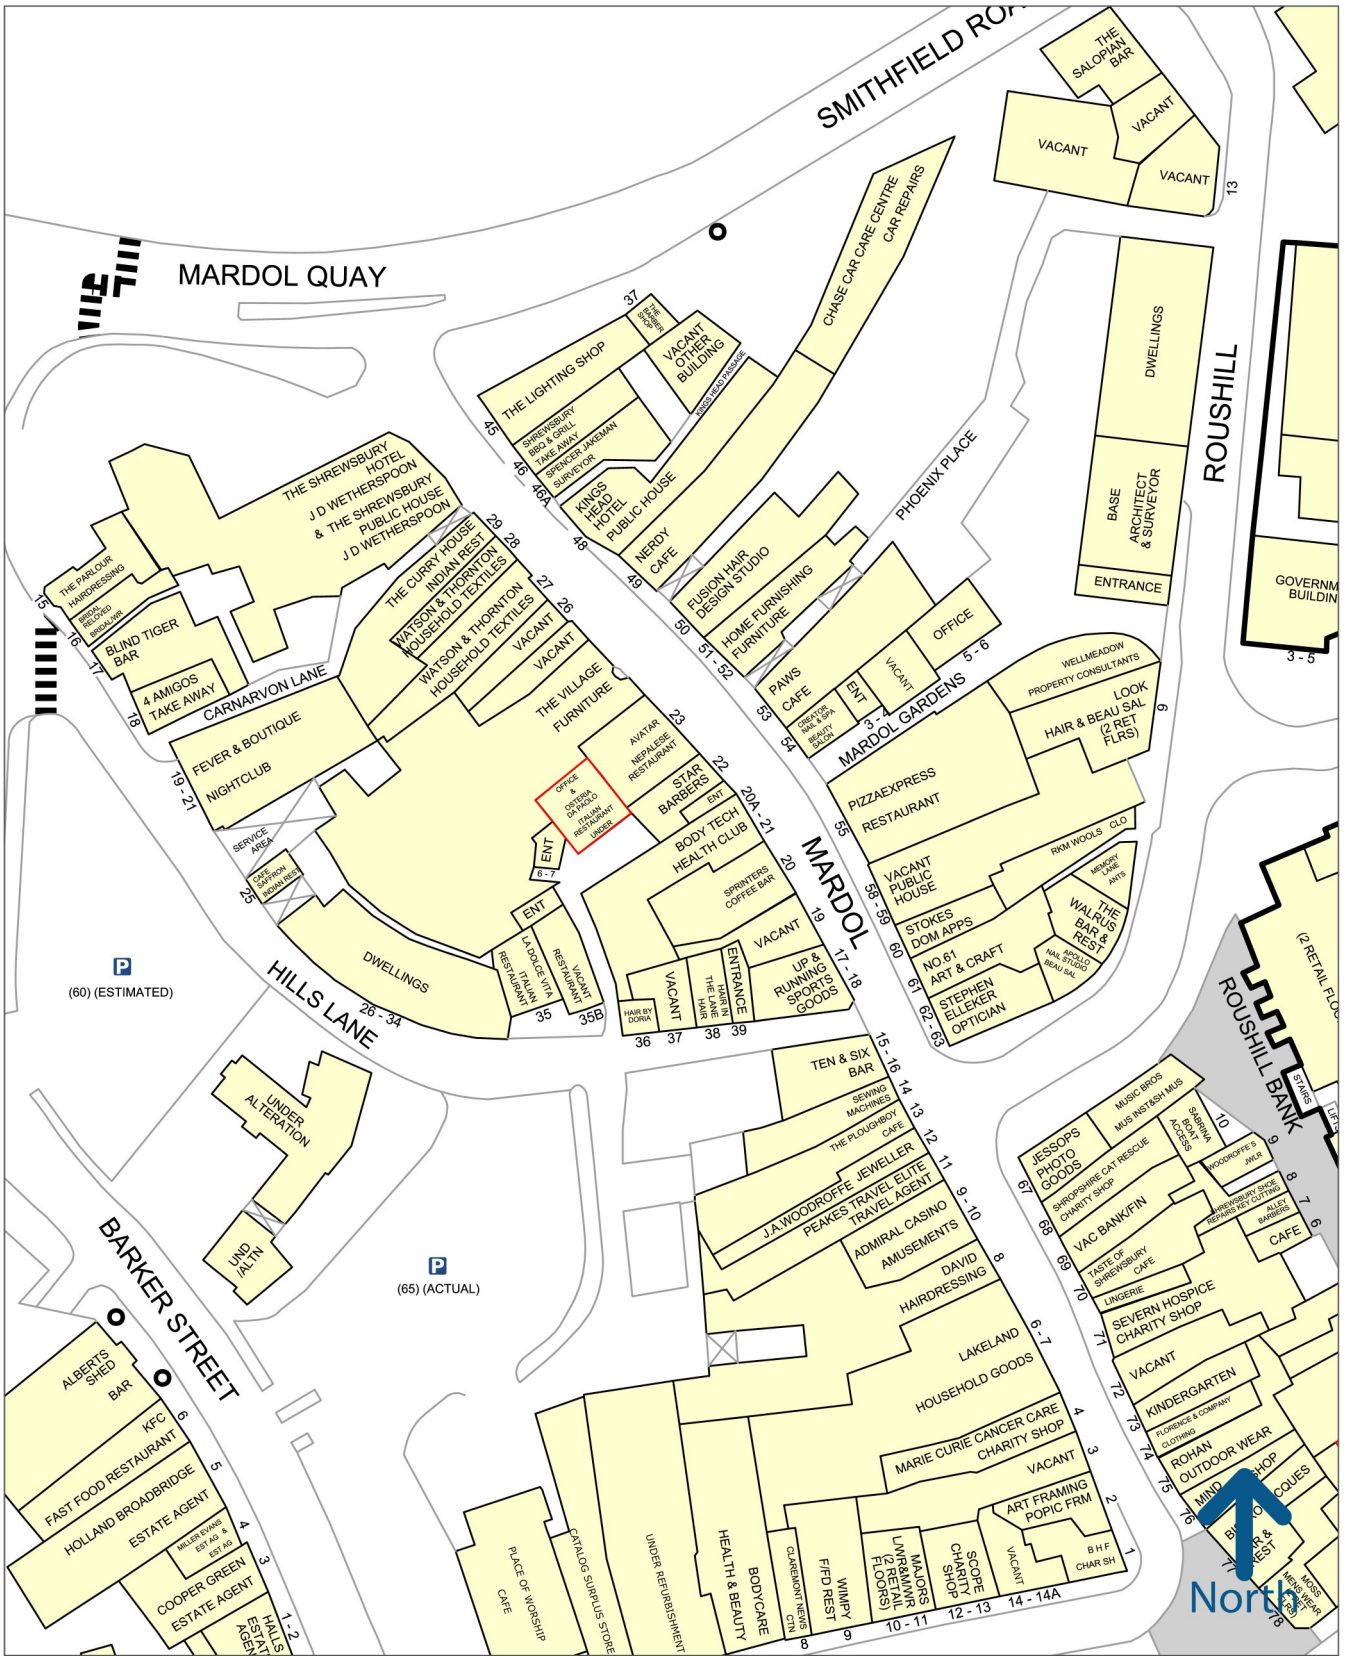 SMITHFIELD ROA
THE
SALOPIAN
BAR
VACANT
VACANT
VACANT
13
MARDOL QUAY
CHASE CAR CARE CENTRE
CAR REPAIRS
37
THE
BARBER
SHOP
VACANT
OTHER
BUILDING
KINGS HEAD PASSAGE
THE LIGHTING SHOP
45
SHREWSBURY
BBQ & GRILL
TAKE AWAY
46
SPENCER JAKEMAN
SURVEYOR
46A
KINGS
HEAD
HOTEL
PUBLIC HOUSE
48
NERDY
CAFE
49
DWELLINGS
ROUSHILL
BASE
ARCHITECT
& SURVEYOR
ENTRANCE
GOVERNM
BUILDIN
3 - 5
PHOENIX PLACE
THE SHREWSBURY
HOTEL
J D WETHERSPOON
& THE SHREWSBURY
PUBLIC HOUSE
J D WETHERSPOON
THE PARLOUR
HAIRDRESSING
15
BRIDAL
RELOVED
BRIDAL/WR
16
BLIND TIGER
BAR
17
4 AMIGOS
TAKE AWAY
18
CARNARVON LANE
29
THE CURRY HOUSE
INDIAN REST
28
WATSON & THORNTON
HOUSEHOLD TEXTILES
27
WATSON & THORNTON
HOUSEHOLD TEXTILES
26
VACANT
VACANT
THE VILLAGE
FURNITURE
FUSION HAIR
DESIGN STUDIO
50
HOME FURNISHING
FURNITURE
51 - 52
PAWS
CAFE
53
CREATOR
NAIL & SPA
BEAUTY
SALON
54
ENT
3 - 4
VACANT
OFFICE
5 - 6
MARDOL GARDENS
WELLMEADOW
PROPERTY CONSULTANTS
LOOK
HAIR & BEAU SAL
(2 RET
FLRS)
9
PIZZAEXPRESS
RESTAURANT
55
FEVER & BOUTIQUE
NIGHTCLUB
19 - 21
SERVICE
AREA
CAFE
SAFFRON
INDIAN REST
25
23
AVATAR
NEPALESE
RESTAURANT
22
OFFICE
&
OSTERIA
DA PAOLO
ITALIAN
RESTAURANT
UNDER
STAR
BARBERS
ENT
20A - 21
ENT
6 - 7
ENT
BODY TECH
HEALTH CLUB
20
SPRINTERS
COFFEE BAR
19
MARDOL
VACANT
17 - 18
UP &
RUNNING
SPORTS
GOODS
ENTRANCE
39
HAIR IN
THE LANE
HAIR
38
VACANT
37
HAIR BY
DORIA
36
DWELLINGS
26 - 34
HILLS LANE
LA DOLCE VITA
ITALIAN
RESTAURANT
35
VACANT
RESTAURANT
35B
P
(60) (ESTIMATED)
VACANT
PUBLIC
HOUSE
58 - 59
RKM WOOLS CLO
STOKES
DOM APPS
60
NO.61
ART & CRAFT
61
STEPHEN
ELLEKER
OPTICIAN
62 - 63
MEMORY
LANE
ANTS
THE
WALRUS
BAR &
REST
APOLLO
NAIL STUDIO
BEAU SAL
(2 RETAIL FLOO
ROUSHILL BANK
STAIRS
LIFTS
UNDER
ALTERATION
UND
/ALTN
P
(65) (ACTUAL)
TEN & SIX
BAR
15 - 16
SEWING
MACHINES
14
THE PLOUGHBOY
CAFE
13
J.A.WOODROFFE JEWELLER
12
PEAKES TRAVEL ELITE
TRAVEL AGENT
11
ADMIRAL CASINO
AMUSEMENTS
9 - 10
DAVID
HAIRDRESSING
8
LAKELAND
HOUSEHOLD GOODS
6 - 7
MARIE CURIE CANCER CARE
CHARITY SHOP
4
VACANT
3
ART FRAMING
POPIC FRM
2
B H F
CHAR SH
1
MUSIC BROS
MUS INST&SH MUS
JESSOPS
PHOTO
GOODS
67
SABRINA
BOAT
ACCESS
10
WOODROFFE'S
JWLR
9
SHROPSHIRE CAT RESCUE
CHARITY SHOP
68
SHREWSBURY SHOE
REPAIRS KEY CUTTING
8
ALLEY
BARBERS
7
CAFE
6
VAC BANK/FIN
69
TASTE OF
SHREWSBURY
CAFE
70
LINGERIE
SEVERN HOSPICE
CHARITY SHOP
71
VACANT
72
KINDERGARTEN
73
FLORENCE & COMPANY
CLOTHING
74
ROHAN
OUTDOOR WEAR
75
MIND
SHOP
76
CQUES
REST
77
MOSS
MENS WEAR
78
North
BARKER STREET
ALBERTS
SHED
BAR
KFC
FAST FOOD RESTAURANT
6
HOLLAND BROADBRIDGE
ESTATE AGENT
5
MILLER EVANS
EST AG &
EST AG
4
COOPER GREEN
ESTATE AGENT
3
HALLS
ESTAT
AGEN
1 - 2
PLACE OF WORSHIP
CAFE
CATALOG SURPLUS STORE
UNDER REFURBISHMENT
HEALTH & BEAUTY
BODYCARE
CLAREMONT NEWS
CTN
8
WIMPY
F/FD REST
9
MAJORS
L/WR&M/WR
(2 RETAIL
FLOORS)
10 - 11
SCOPE
CHARITY
SHOP
12 - 13
VACANT
14 - 14A